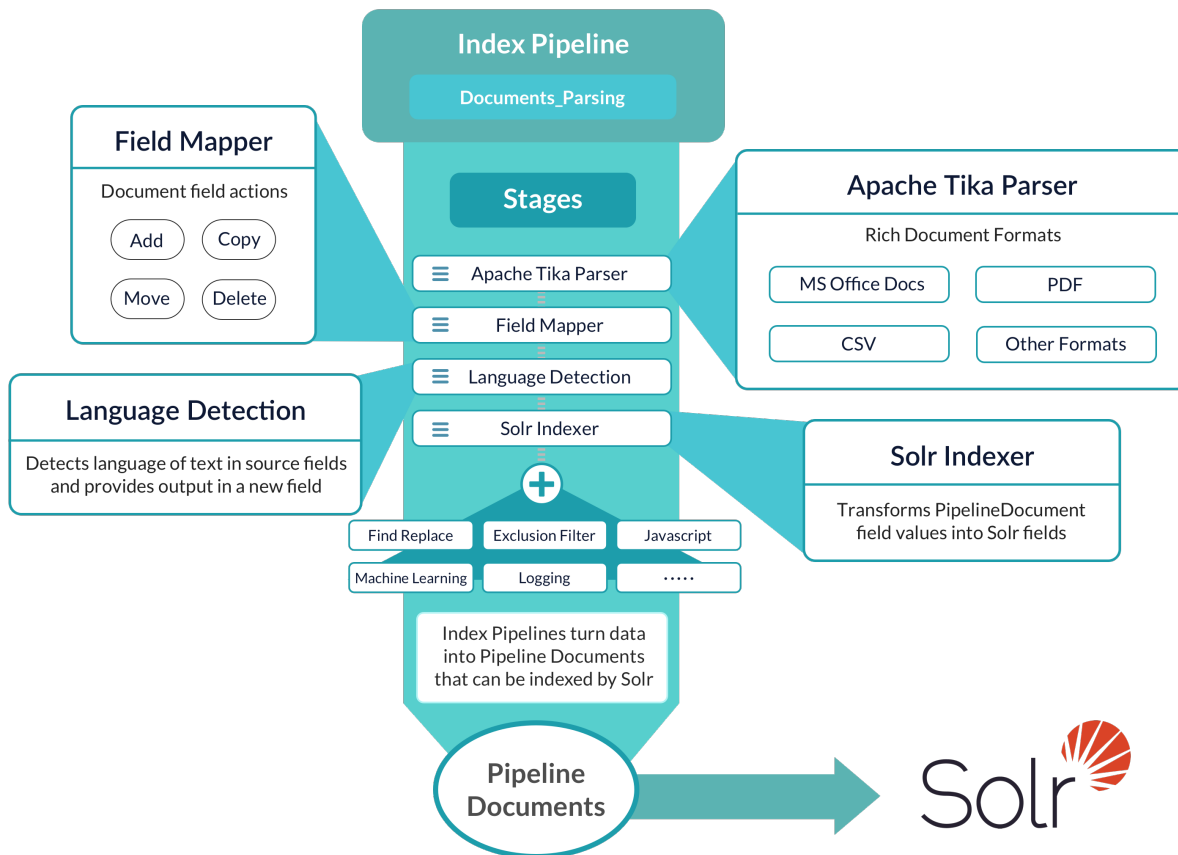 Index Pipeline
Documents_Parsing
Field Mapper
Document field actions
Add
Copy
Move
Delete
Stages
Apache Tika Parser
Field Mapper
Language Detection
Solr Indexer
Apache Tika Parser
Rich Document Formats
MS Office Docs
PDF
CSV
Other Formats
Language Detection
Detects language of text in source fields
and provides output in a new field
Solr Indexer
Transforms PipelineDocument
field values into Solr fields
Find Replace
Exclusion Filter
Javascript
Machine Learning
Logging
.....
Index Pipelines turn data
into Pipeline Documents
that can be indexed by Solr
Pipeline
Documents
Solr